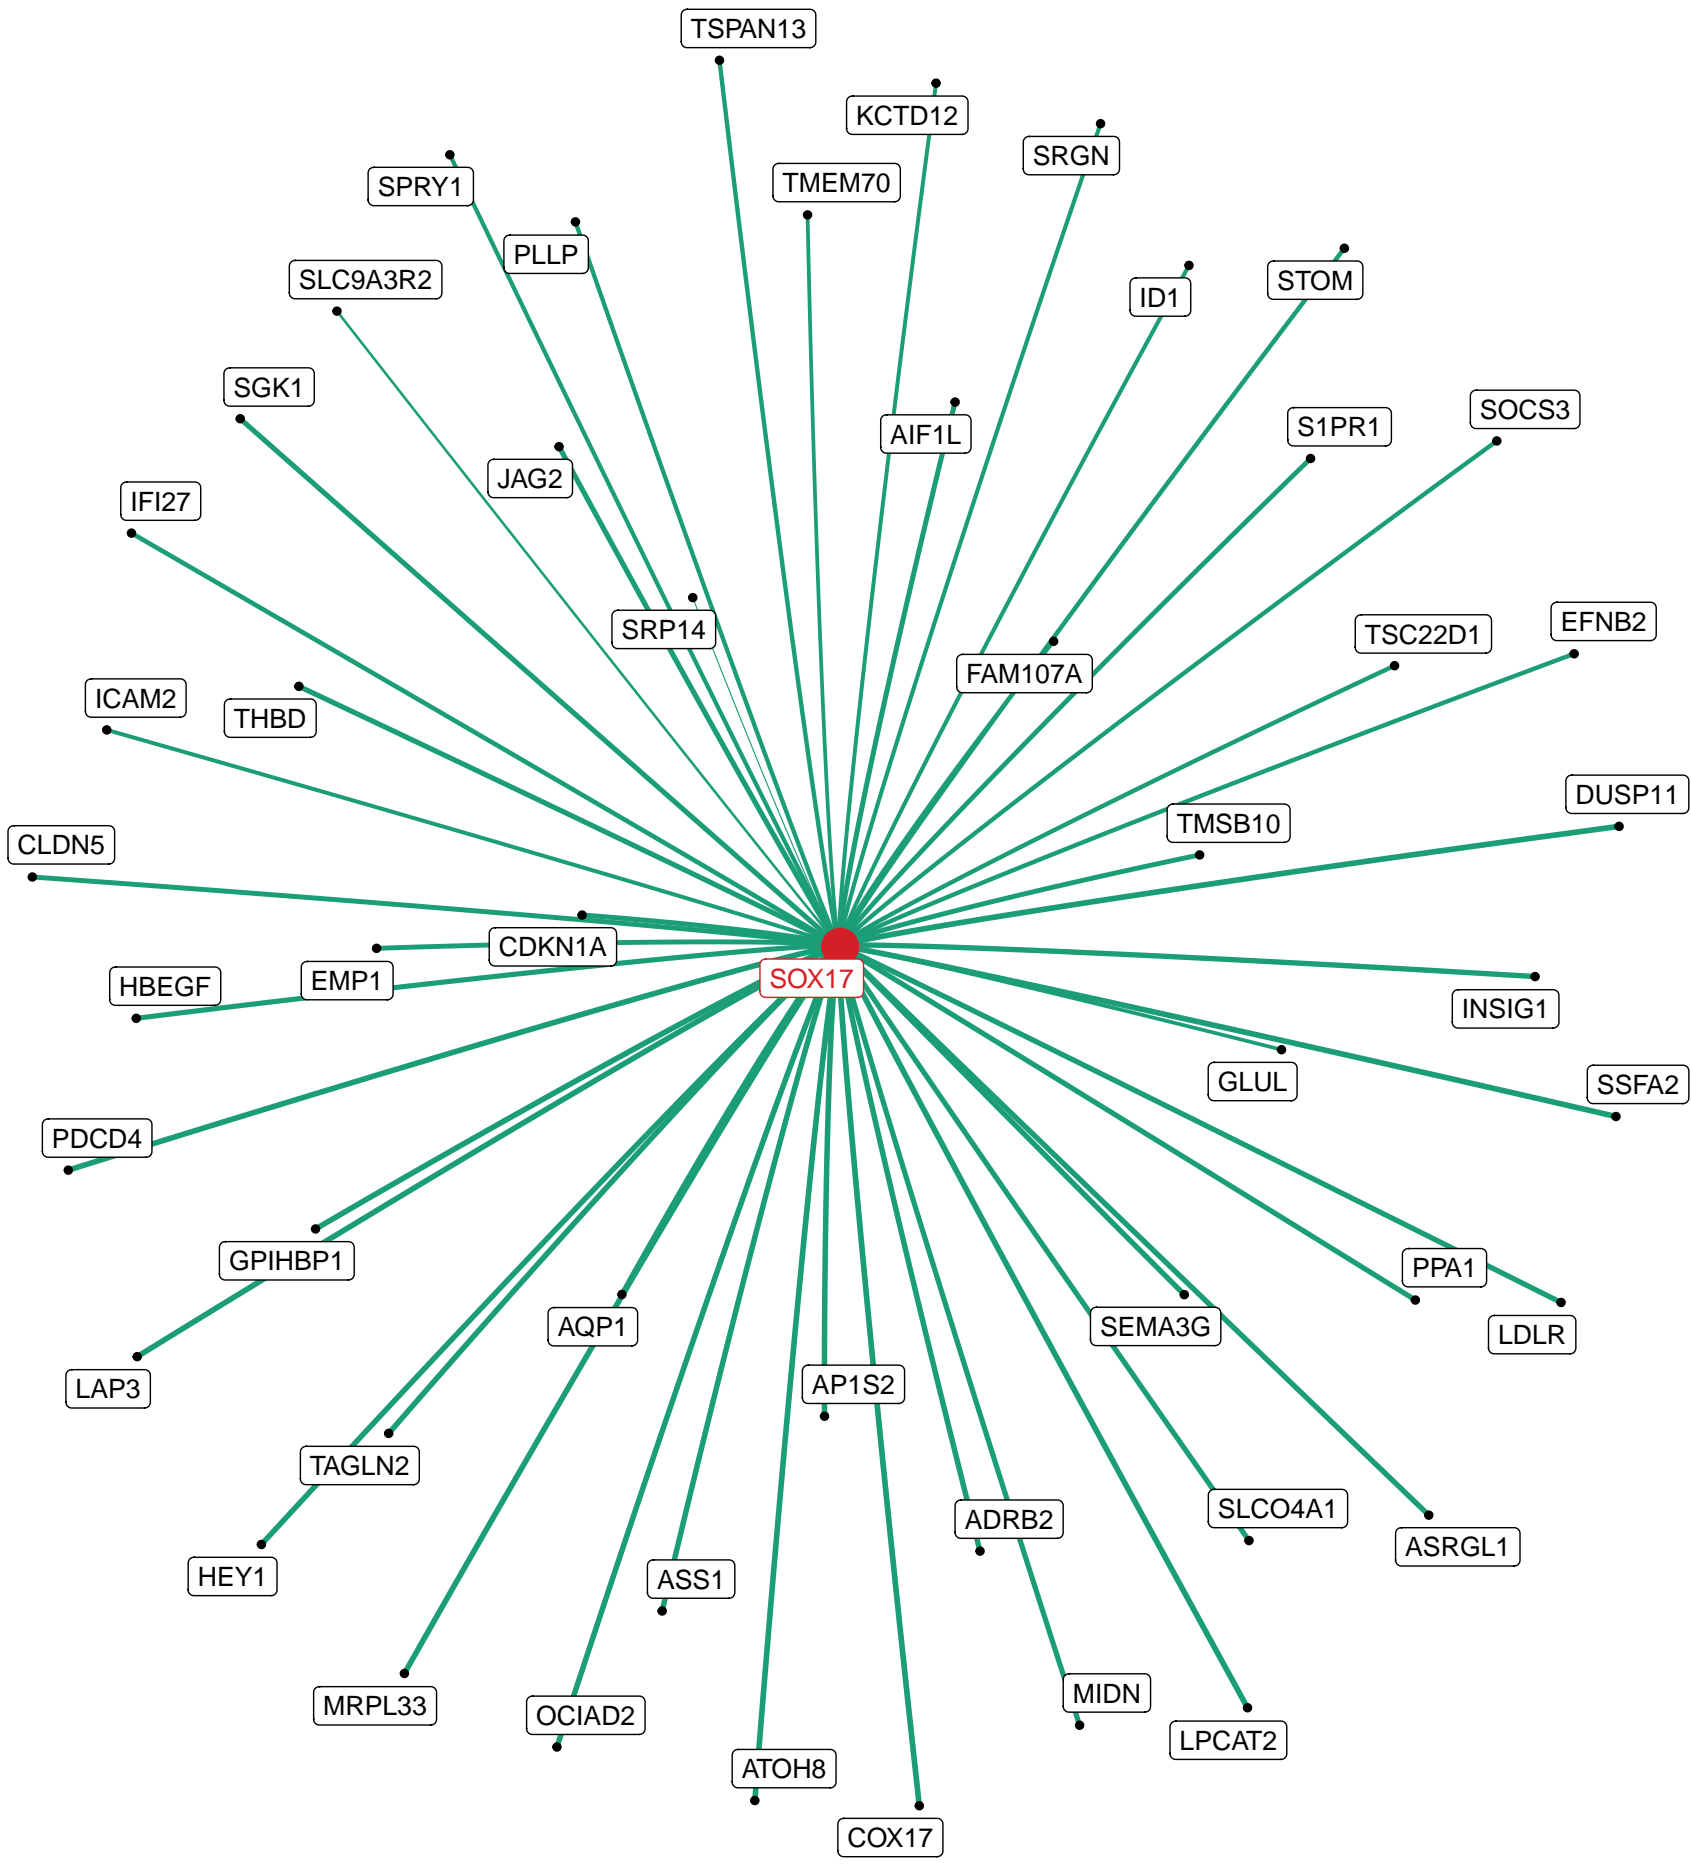 TSPAN13
KCTD12
SRGN
SPRY1
TMEM70
PLLP
SLC9A3R2
ID1
STOM
SGK1
AIF1L
S1PR1
SOCS3
JAG2
IFI27
SRP14
FAM107A
TSC22D1
EFNB2
ICAM2
THBD
DUSP11
TMSB10
CLDN5
CDKN1A
EMP1
SOX17
HBEGF
INSIG1
GLUL
SSFA2
PDCD4
GPIHBP1
PPA1
AQP1
SEMA3G
LDLR
LAP3
AP1S2
TAGLN2
SLCO4A1
ADRB2
ASRGL1
HEY1
ASS1
MIDN
MRPL33
OCIAD2
LPCAT2
ATOH8
COX17